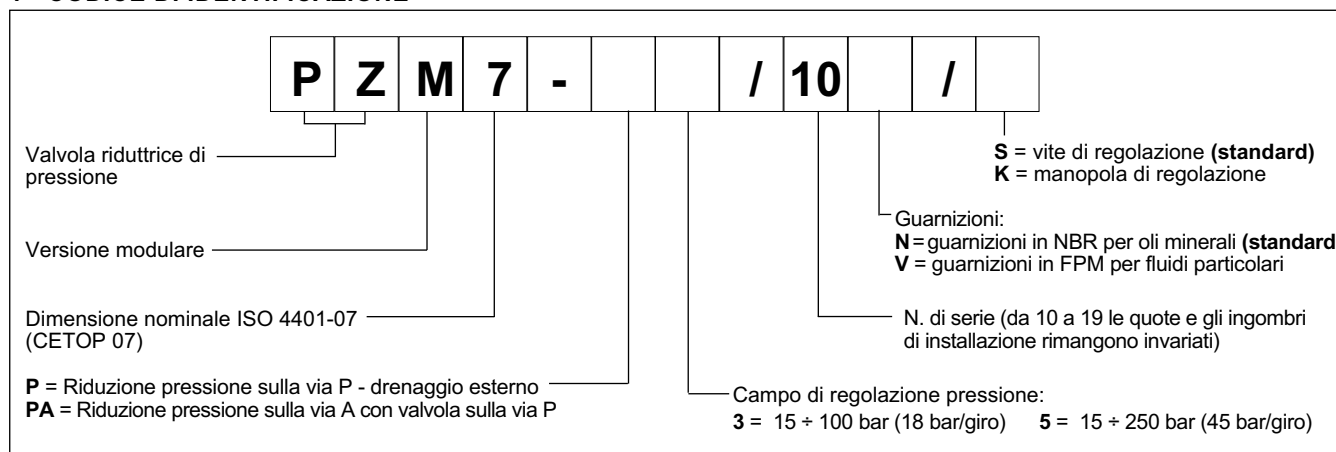 P Z M 7 - / 10 /
Valvola riduttrice di
pressione
Versione modulare
Dimensione nominale ISO 4401-07
(CETOP 07)
P = Riduzione pressione sulla via P - drenaggio esterno
PA = Riduzione pressione sulla via A con valvola sulla via P
S = vite di regolazione (standard)
K = manopola di regolazione
Guarnizioni:
N = guarnizioni in NBR per oli minerali (standard
V = guarnizioni in FPM per fluidi particolari
N. di serie (da 10 a 19 le quote e gli ingombri
di installazione rimangono invariati)
Campo di regolazione pressione:
3 = 15 ÷ 100 bar (18 bar/giro) 5 = 15 ÷ 250 bar (45 bar/giro)